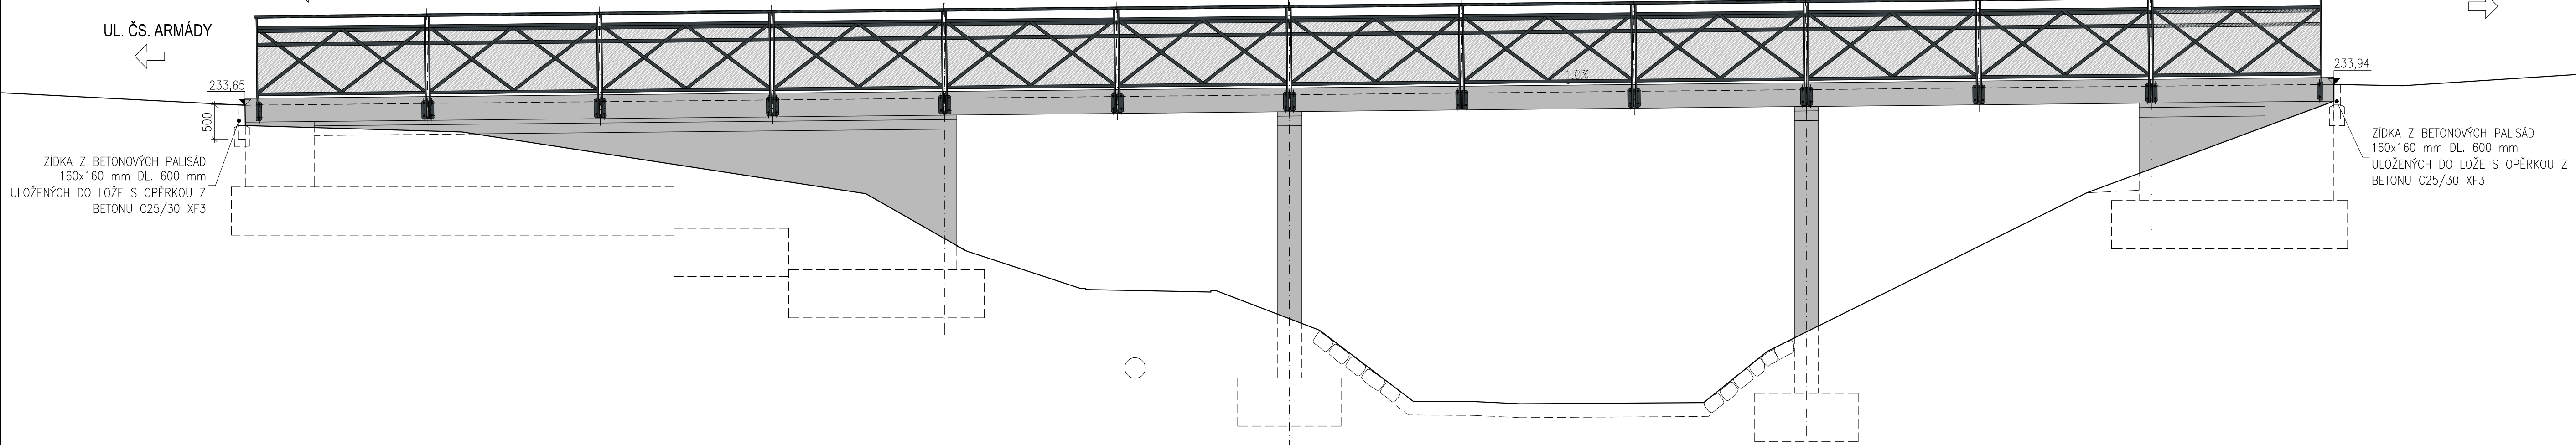 UL. ČS. ARMÁDY
233,65
500
ZÍDKA Z BETONOVÝCH PALISÁD
160x160 mm DL. 600 mm
ULOŽENÝCH DO LOŽE S OPĚRKOU Z
BETONU C25/30 XF3
1.0%
233,94
ZÍDKA Z BETONOVÝCH PALISÁD
160x160 mm DL. 600 mm
ULOŽENÝCH DO LOŽE S OPĚRKOU Z
BETONU C25/30 XF3